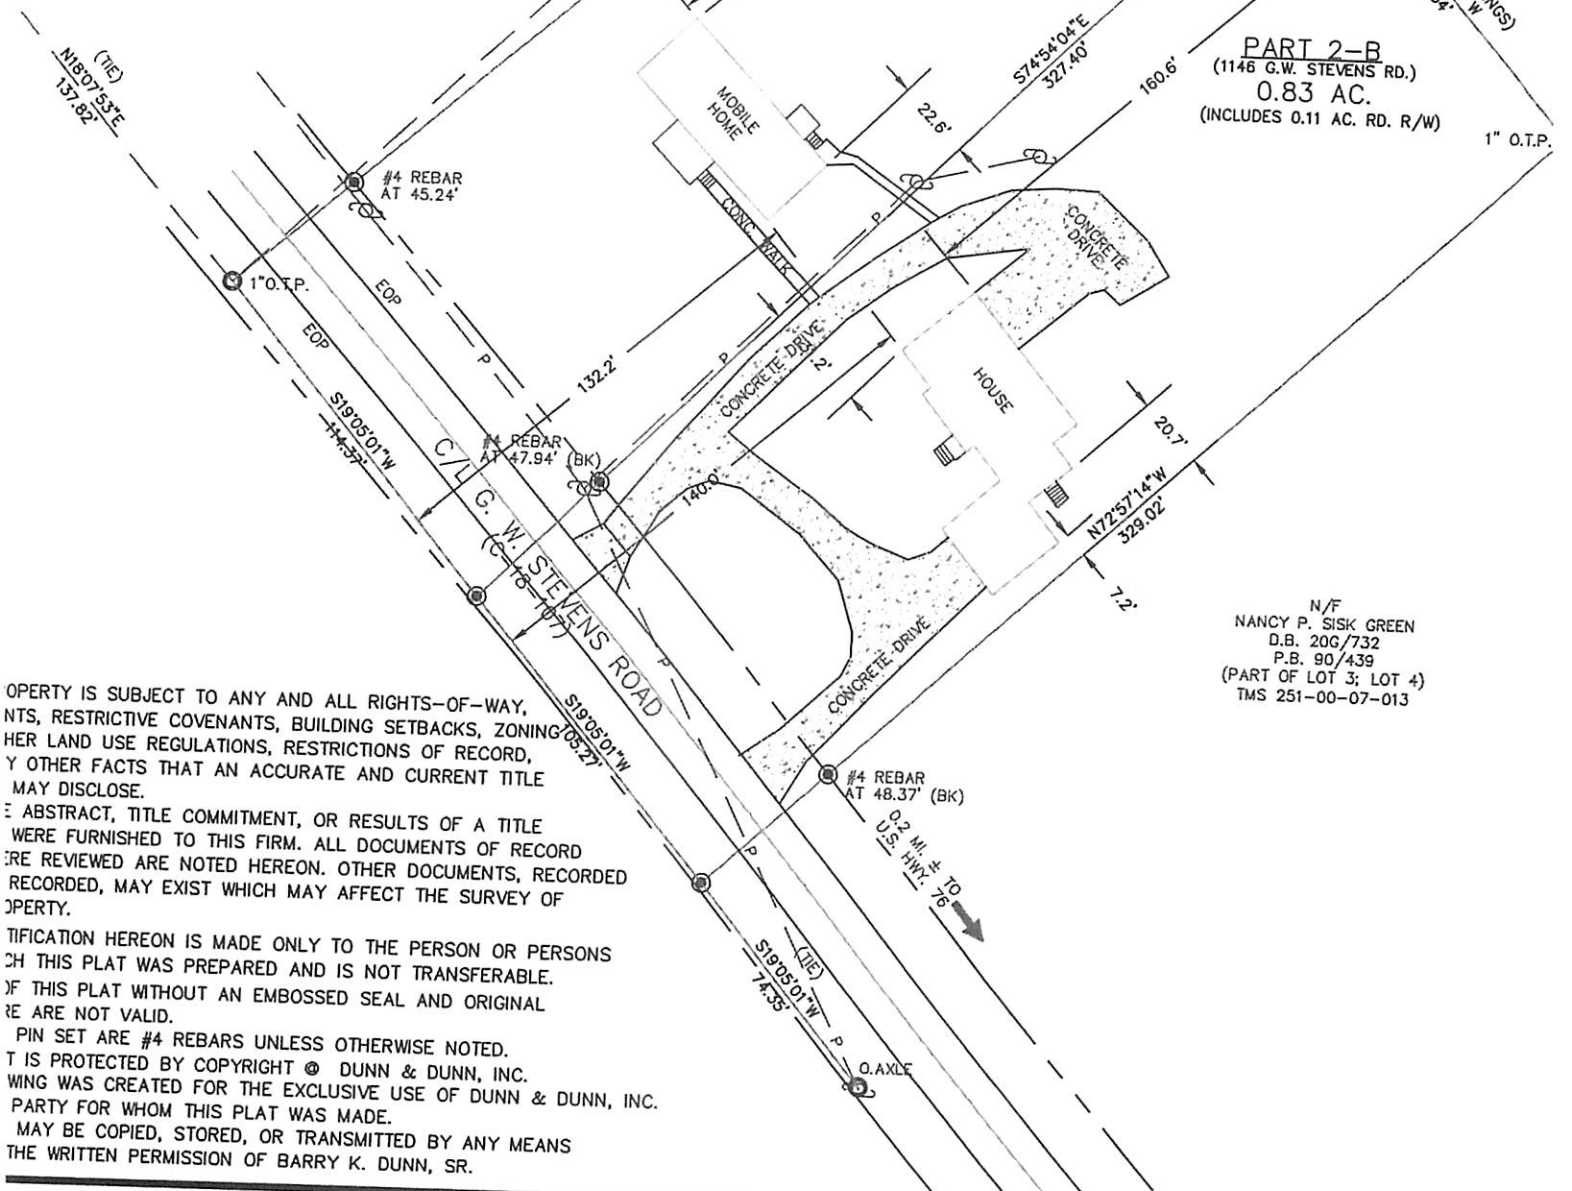 (TIE)
N18°07'53"E
137.82'
#4 REBAR
AT 45.24'
1"O.T.P.
EOP
EOP
P
MOBILE
HOME
CONC. WALK
22.6'
S74°54'04"E
327.40'
160.6'
PART 2-B
(1146 G.W. STEVENS RD.)
0.83 AC.
(INCLUDES 0.11 AC. RD. R/W)
NGS)
W
04'
1" O.T.P.
P
CONCRETE
DRIVE
132.2'
P
CONCRETE DRIVE
.2'
HOUSE
20.7'
S19°05'01"W
114.37'
#4 REBAR
AT 47.94' (BK)
140.0'
C/L G. W. STEVENS ROAD
(C-18-107)
N72°57'14"W
329.02'
7.2'
N/F
NANCY P. SISK GREEN
D.B. 20G/732
P.B. 90/439
(PART OF LOT 3; LOT 4)
TMS 251-00-07-013
CONCRETE DRIVE
P
S19°05'01"W
105.27'
#4 REBAR
AT 48.37' (BK)
0.2 MI. ± TO
U.S. HWY. 76
P
(TIE)
S19°05'01"W
74.35'
P
O.AXLE
OPERTY IS SUBJECT TO ANY AND ALL RIGHTS-OF-WAY,
NTS, RESTRICTIVE COVENANTS, BUILDING SETBACKS, ZONING
HER LAND USE REGULATIONS, RESTRICTIONS OF RECORD,
Y OTHER FACTS THAT AN ACCURATE AND CURRENT TITLE
MAY DISCLOSE.
E ABSTRACT, TITLE COMMITMENT, OR RESULTS OF A TITLE
WERE FURNISHED TO THIS FIRM. ALL DOCUMENTS OF RECORD
ERE REVIEWED ARE NOTED HEREON. OTHER DOCUMENTS, RECORDED
RECORDED, MAY EXIST WHICH MAY AFFECT THE SURVEY OF
OPERTY.
TIFICATION HEREON IS MADE ONLY TO THE PERSON OR PERSONS
CH THIS PLAT WAS PREPARED AND IS NOT TRANSFERABLE.
OF THIS PLAT WITHOUT AN EMBOSSED SEAL AND ORIGINAL
RE ARE NOT VALID.
PIN SET ARE #4 REBARS UNLESS OTHERWISE NOTED.
T IS PROTECTED BY COPYRIGHT @ DUNN & DUNN, INC.
WING WAS CREATED FOR THE EXCLUSIVE USE OF DUNN & DUNN, INC.
PARTY FOR WHOM THIS PLAT WAS MADE.
MAY BE COPIED, STORED, OR TRANSMITTED BY ANY MEANS
THE WRITTEN PERMISSION OF BARRY K. DUNN, SR.